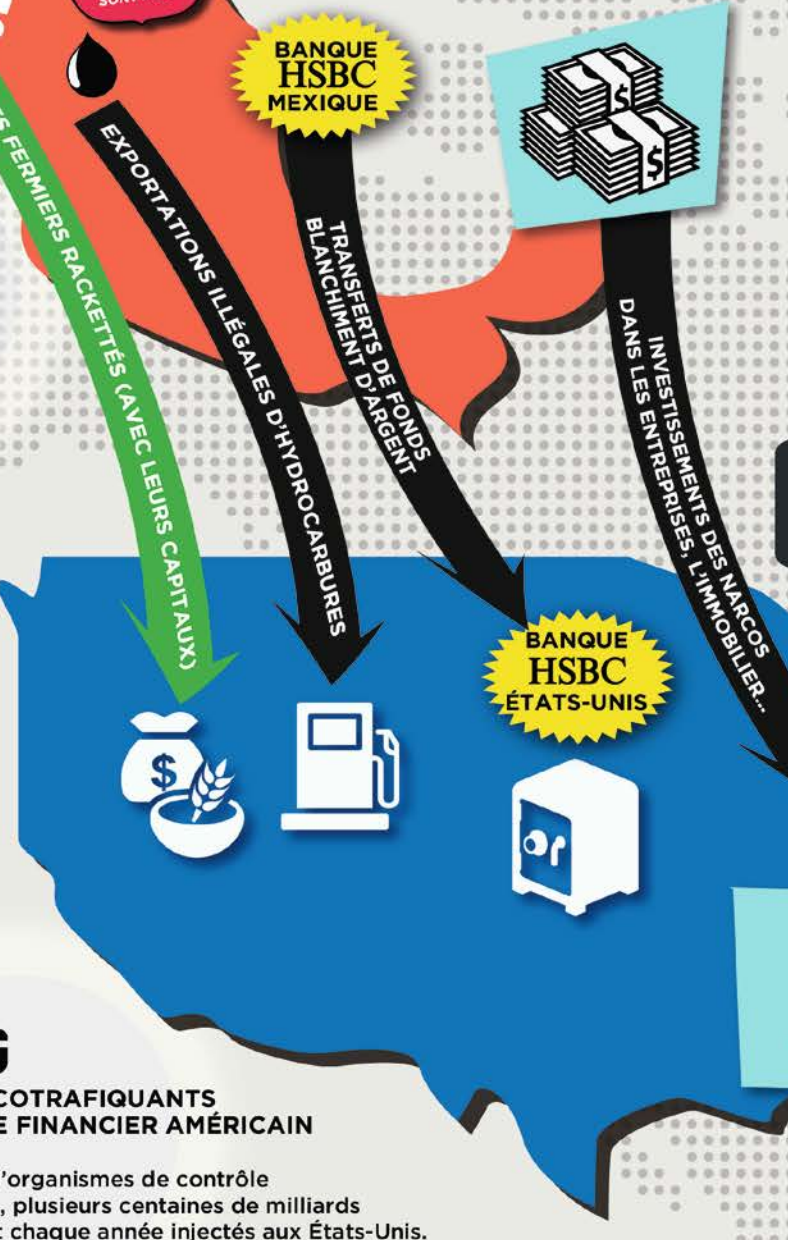 BANQUE
HSBC
MEXIQUE
$
$
FERMIERS RACKETTÉS (AVEC LEURS CAPITAUX)
EXPORTATIONS ILLÉGALES D'HYDROCARBURES
TRANSFERTS DE FONDS
BLANCHIMENT D'ARGENT
INVESTISSEMENTS DES NARCOS
DANS LES ENTREPRISES, L'IMMOBILIER...
BANQUE
HSBC
ÉTATS-UNIS
$
G
COTRAFIQUANTS
E FINANCIER AMÉRICAIN
'organismes de contrôle
, plusieurs centaines de milliards
t chaque année injectés aux États-Unis.